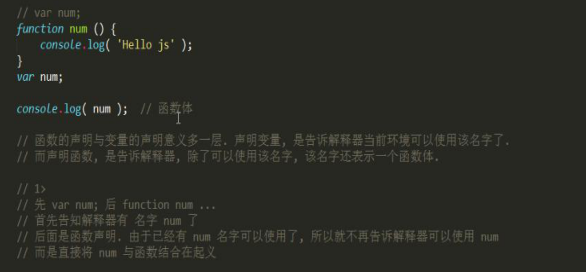 // var num;
function num () {
console.log( 'Hello js' );
}
var num;
console.log( num ); // 函数体
// 函数的声明与变量的声明意义多一层. 声明变量, 是告诉解释器当前环境可以使用该名字了.
// 而声明函数, 是告诉解释器, 除了可以使用该名字, 该名字还表示一个函数体.
// 1>
// 先 var num; 后 function num ...
// 首先告知解释器有 名字 num 了
// 后面是函数声明. 由于已经有 num 名字可以使用了, 所以就不再告诉解释器可以使用 num
// 而是直接将 num 与函数结合在起义